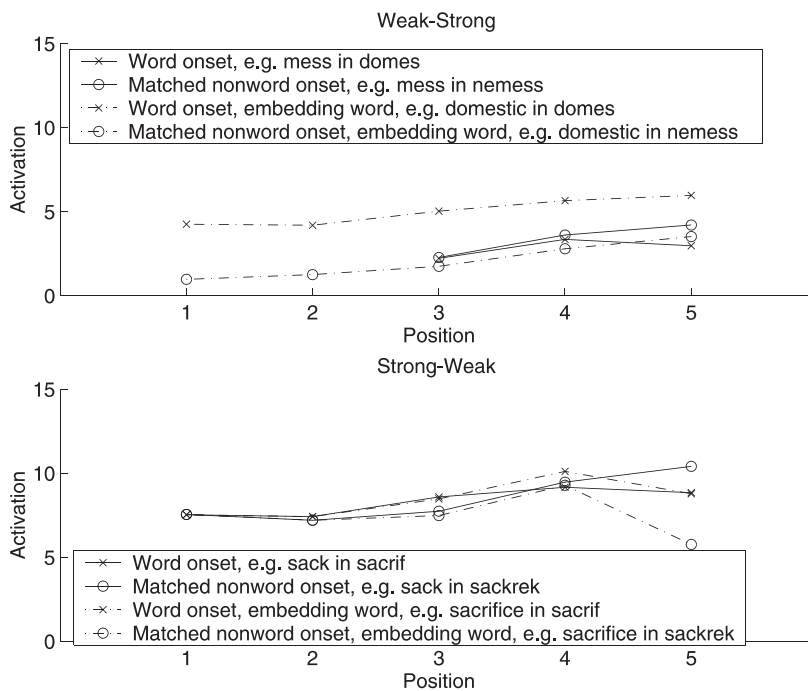 Weak-Strong
15
Word onset, e.g. mess in domes
Matched nonword onset, e.g. mess in nemess
Word onset, embedding word, e.g. domestic in domes
Matched nonword onset, embedding word, e.g. domestic in nemess
10
5
0
Activation
1 2 3 4 5
Position
Strong-Weak
15
10
5
0
Activation
Word onset, e.g. sack in sacrif
Matched nonword onset, e.g. sack in sackrek
Word onset, embedding word, e.g. sacrifice in sacrif
Matched nonword onset, embedding word, e.g. sacrifice in sackrek
1 2 3 4 5
Position